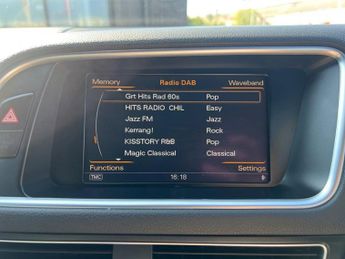 Memory Radio DAB Waveband
Grt Hits Rad 60s Pop
HITS RADIO CHIL Easy
Jazz FM Jazz
Kerrang! Rock
KISSTORY R&B Pop
Magic Classical Classical
Functions Settings
TMC 16:18